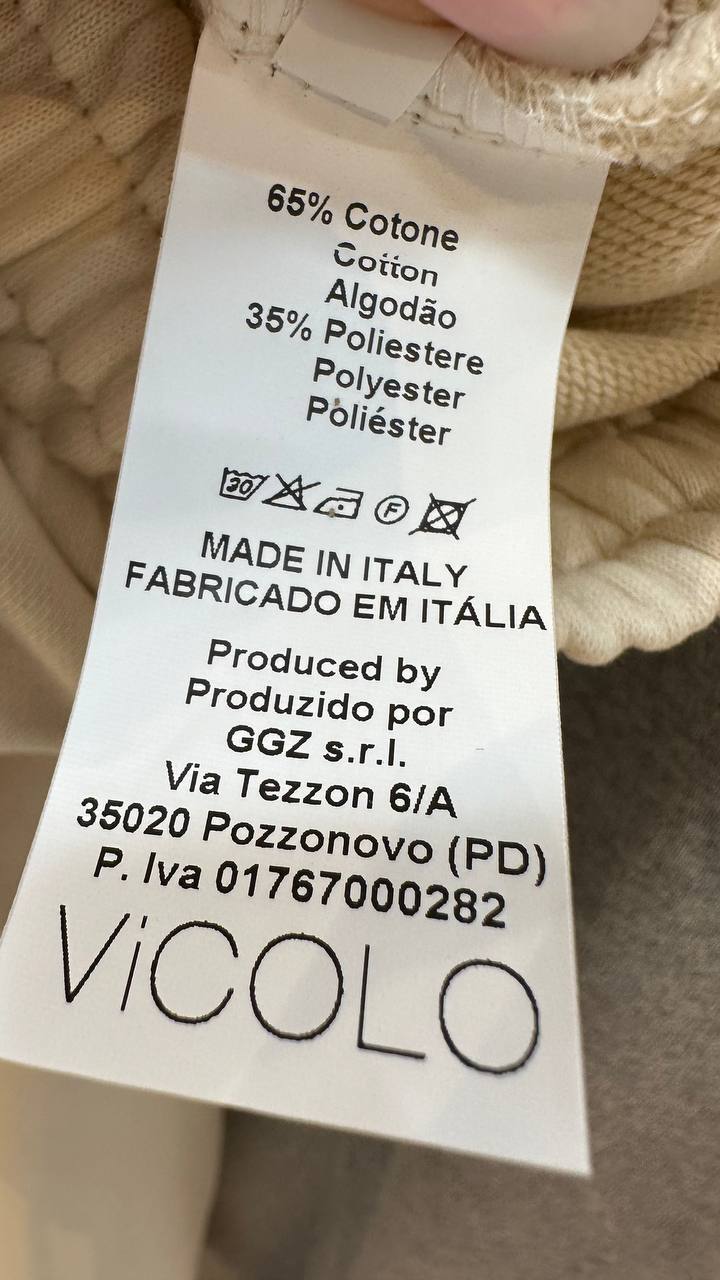 65% Cotone
Cotton
Algodão
35% Poliestere
Polyester
Poliéster
30 F
MADE IN ITALY
FABRICADO EM ITÁLIA
Produced by
Produzido por
GGZ s.r.l.
Via Tezzon 6/A
35020 Pozzonovo (PD)
P. Iva 01767000282
ViCOLO